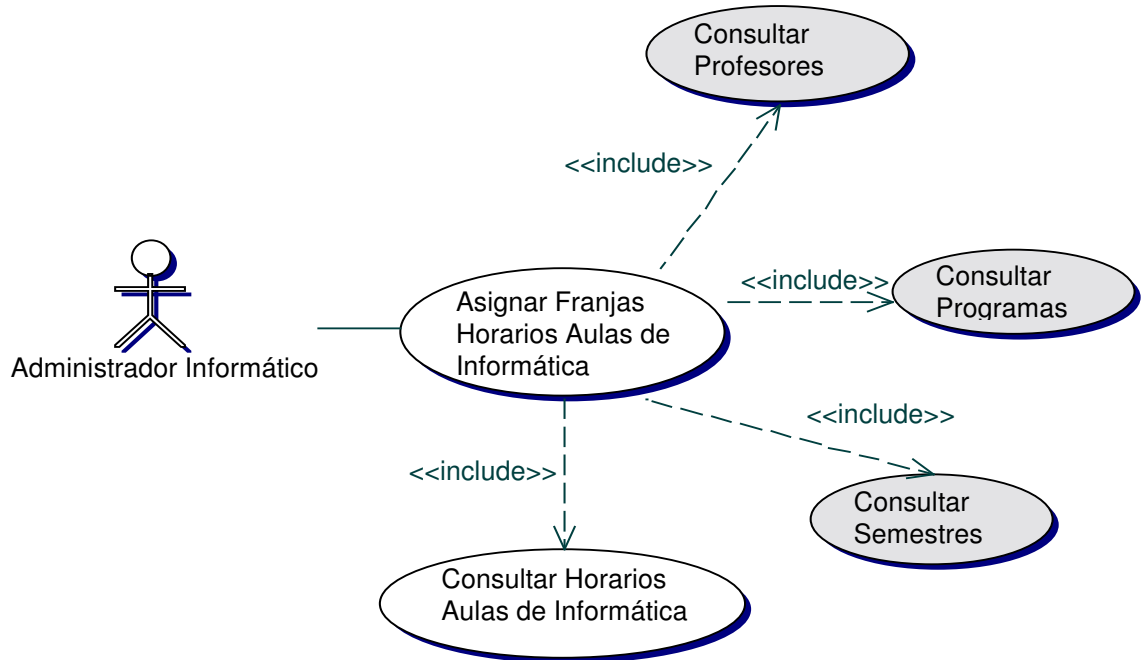 Consultar
Profesores
<<include>>
<<include>>
Consultar
Programas
Asignar Franjas
Horarios Aulas de
Informática
Administrador Informático
<<include>>
<<include>>
Consultar
Semestres
Consultar Horarios
Aulas de Informática